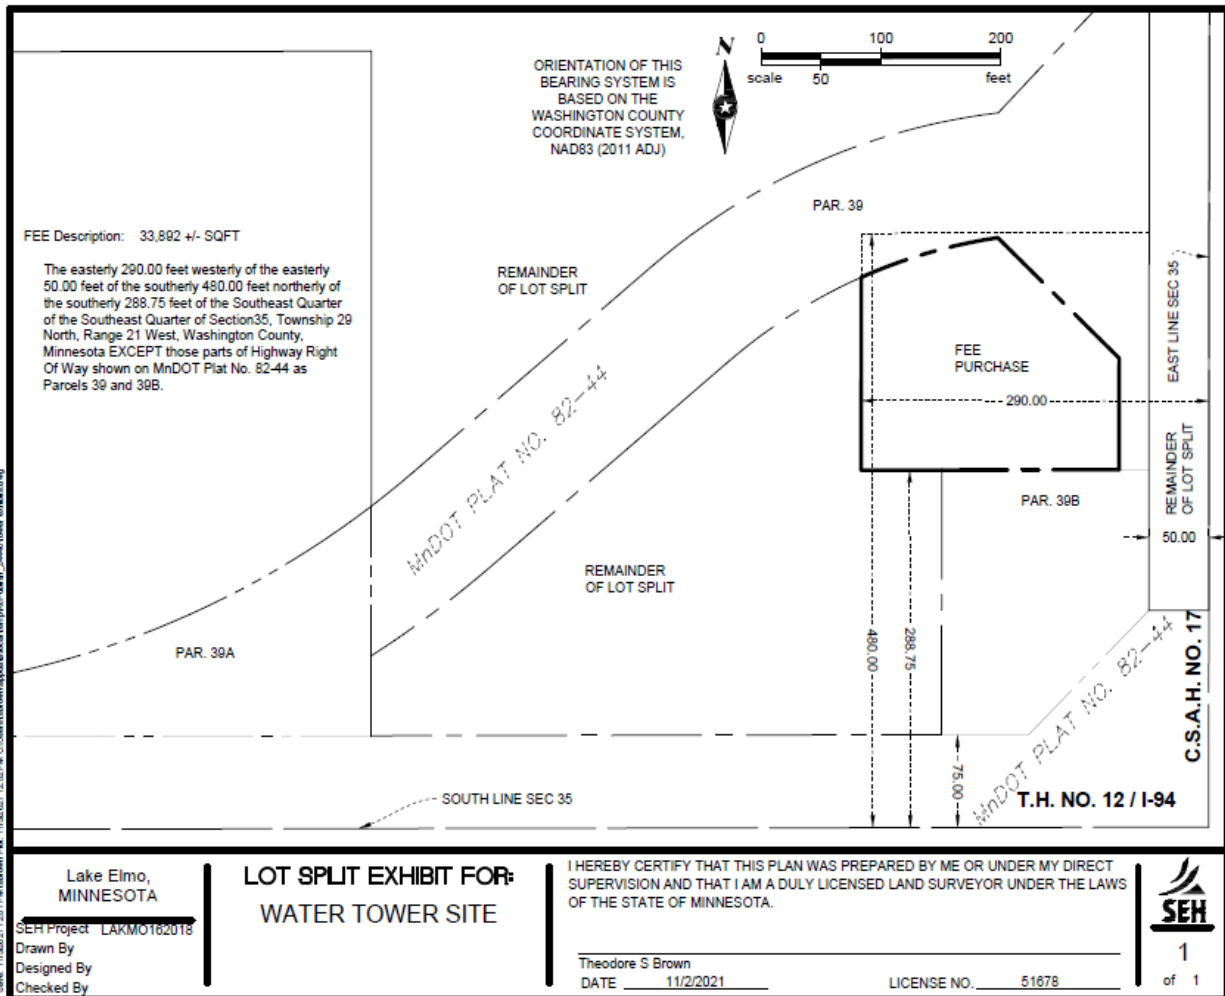 ORIENTATION OF THIS
BEARING SYSTEM IS
BASED ON THE
WASHINGTON COUNTY
COORDINATE SYSTEM,
NAD83 (2011 ADJ)
N
0 100 200
scale 50 feet
PAR. 39
FEE Description: 33,892 +/- SQFT
The easterly 290.00 feet westerly of the easterly
50.00 feet of the southerly 480.00 feet northerly of
the southerly 288.75 feet of the Southeast Quarter
of the Southeast Quarter of Section35, Township 29
North, Range 21 West, Washington County,
Minnesota EXCEPT those parts of Highway Right
Of Way shown on MnDOT Plat No. 82-44 as
Parcels 39 and 39B.
REMAINDER
OF LOT SPLIT
EAST LINE SEC 35
FEE
PURCHASE
290.00
MnDOT PLAT NO. 82-44
REMAINDER
OF LOT SPLIT
PAR. 39B
50.00
REMAINDER
OF LOT SPLIT
480.00
288.75
PAR. 39A
C.S.A.H. NO. 17
MnDOT PLAT NO. 82-44
75.00
SOUTH LINE SEC 35
T.H. NO. 12 / I-94
Lake Elmo,
MINNESOTA
SEH Project LAKMO162018
Drawn By
Designed By
Checked By
LOT SPLIT EXHIBIT FOR:
WATER TOWER SITE
I HEREBY CERTIFY THAT THIS PLAN WAS PREPARED BY ME OR UNDER MY DIRECT
SUPERVISION AND THAT I AM A DULY LICENSED LAND SURVEYOR UNDER THE LAWS
OF THE STATE OF MINNESOTA.
Theodore S Brown
DATE 11/2/2021 LICENSE NO. 51678
SEH
1
of 1